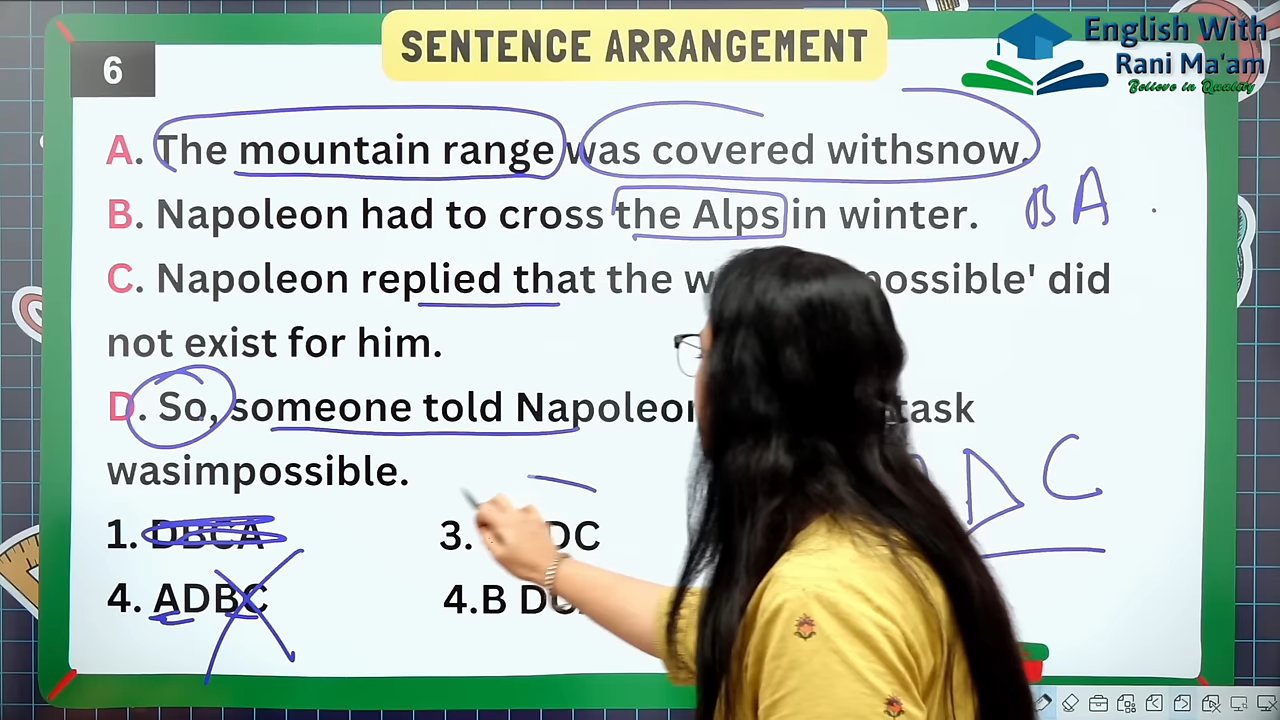 6
SENTENCE ARRANGEMENT
English With
Rani Ma'am
Believe in Quality
A. The mountain range was covered withsnow.
B. Napoleon had to cross the Alps in winter.
BA
C. Napoleon replied that the did
not exist for him.
D. So, someone told Napoleon task
wasimpossible.
DC
1. DBCA
3. DC
4. ADBC
4.B